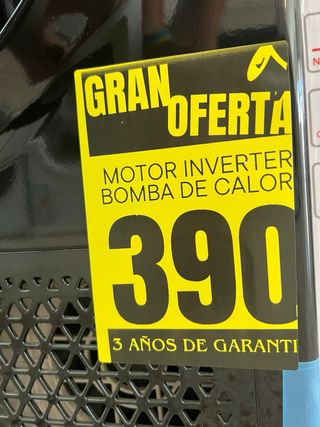 GRAN
OFERTA
MOTOR INVERTER
BOMBA DE CALOR
390
3 AÑOS DE GARANTI